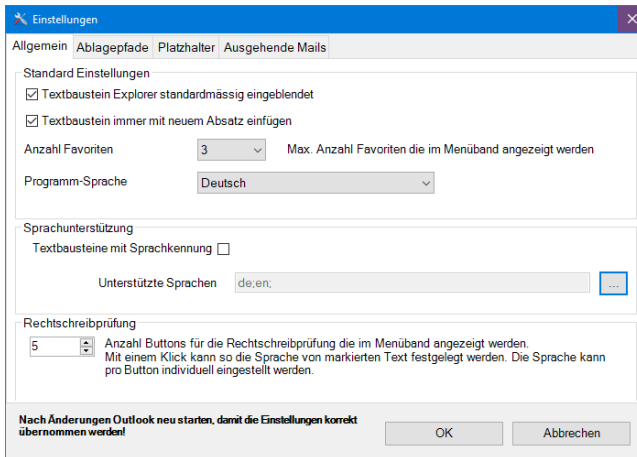 Einstellungen
Allgemein Ablagepfade Platzhalter Ausgehende Mails
Standard Einstellungen
Textbaustein Explorer standardmässig eingeblendet
Textbaustein immer mit neuem Absatz einfügen
Anzahl Favoriten 3 Max. Anzahl Favoriten die im Menüband angezeigt werden
Programm-Sprache Deutsch
Sprachunterstützung
Textbausteine mit Sprachkennung
Unterstützte Sprachen de;en; ...
Rechtschreibprüfung
5 Anzahl Buttons für die Rechtschreibprüfung die im Menüband angezeigt werden.
Mit einem Klick kann so die Sprache von markierten Text festgelegt werden. Die Sprache kann
pro Button individuell eingestellt werden.
Nach Änderungen Outlook neu starten, damit die Einstellungen korrekt
übernommen werden!
OK Abbrechen